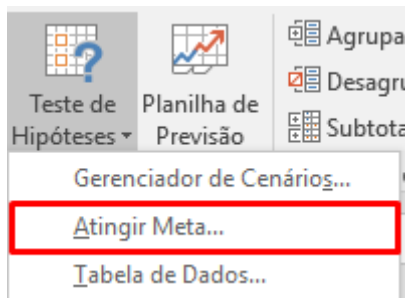 Teste de
Hipóteses
Planilha de
Previsão
Agrupa
Desagru
Subtota
Gerenciador de Cenários...
Atingir Meta...
Tabela de Dados...